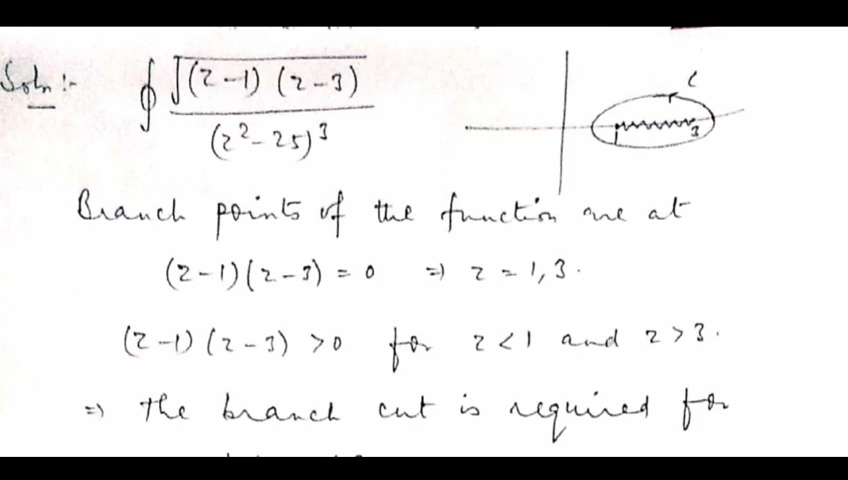 Soln :-
∮ √(z-1) (z-3)
(z²-25)³
C
1 3
Branch points of the function are at
(z-1)(z-3) = 0 ⇒ z = 1, 3.
(z-1)(z-3) > 0 for z < 1 and z > 3.
⇒ The branch cut is required for